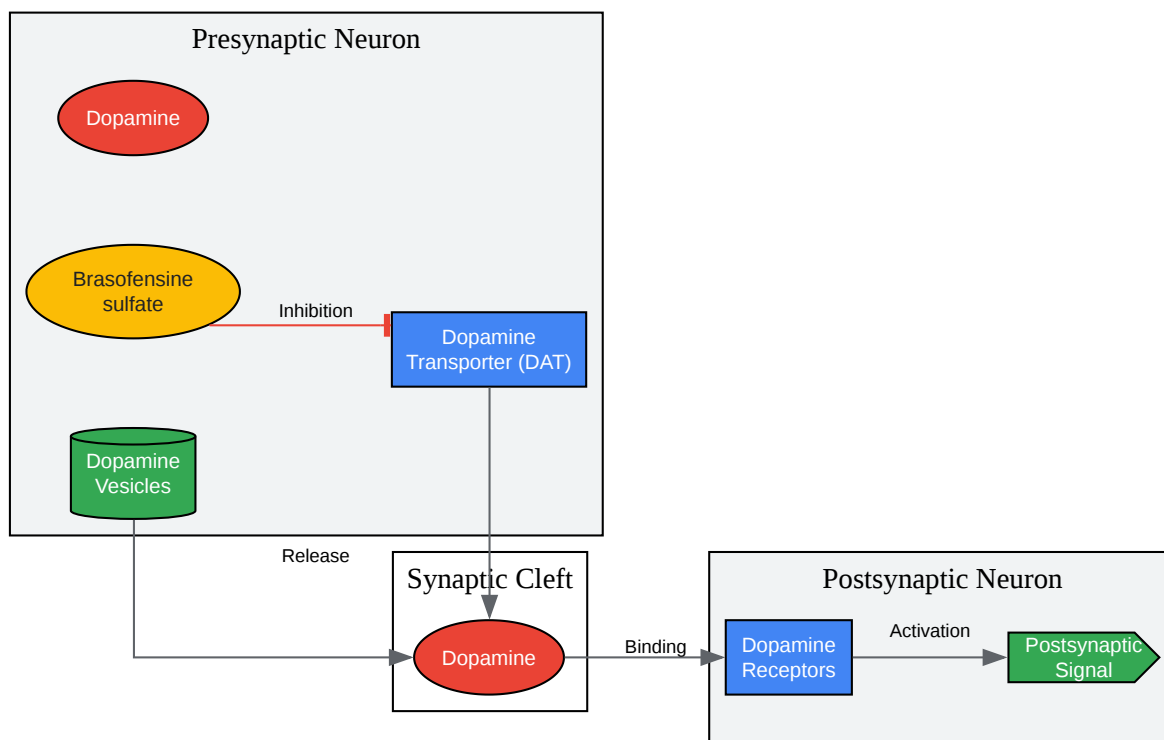 Presynaptic Neuron
Dopamine
Brasofensine
sulfate
Inhibition
Dopamine
Transporter (DAT)
Dopamine
Vesicles
Release
Synaptic Cleft
Dopamine
Binding
Postsynaptic Neuron
Dopamine
Receptors
Activation
Postsynaptic
Signal